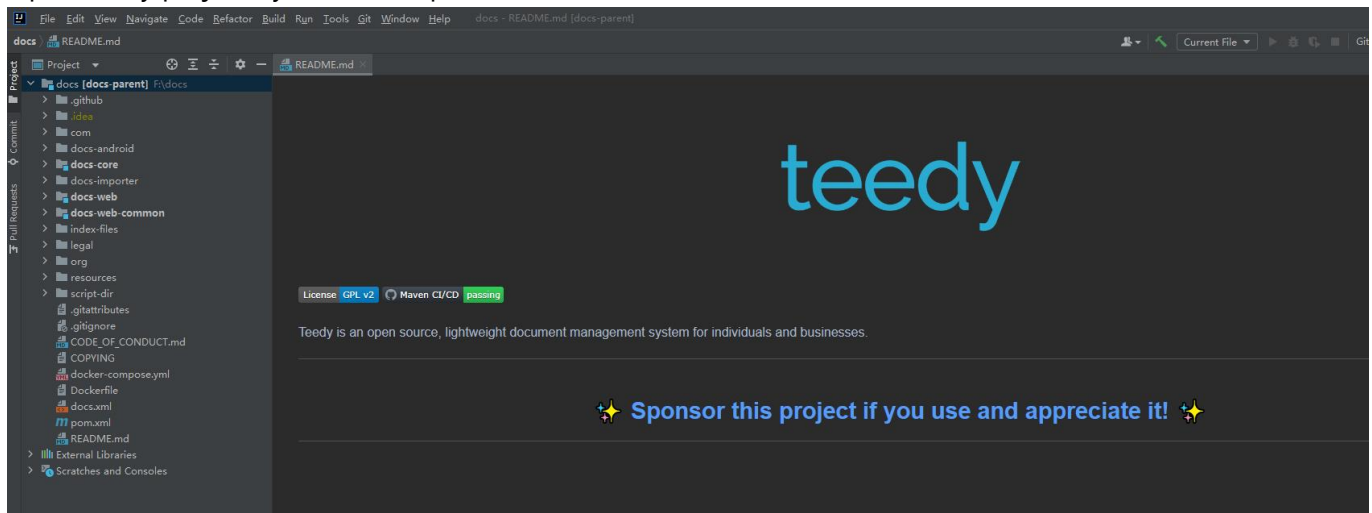 File Edit View Navigate Code Refactor Build Run Tools Git Window Help docs - README.md [docs-parent]
docs README.md Current File Git
Project Project README.md
docs [docs-parent] F:\docs
.github
.idea
com
Commit
docs-android
docs-core
docs-importer
docs-web
docs-web-common
Pull Requests
index-files
legal
org
resources
script-dir
.gitattributes
.gitignore
CODE_OF_CONDUCT.md
COPYING
docker-compose.yml
Dockerfile
docs.xml
pom.xml
README.md
External Libraries
Scratches and Consoles
teedy
License GPL v2 Maven CI/CD passing
Teedy is an open source, lightweight document management system for individuals and businesses.
✨ Sponsor this project if you use and appreciate it! ✨